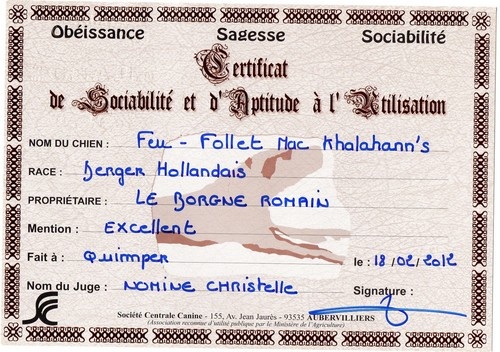 Obéissance Sagesse Sociabilité
Certificat
de Sociabilité et d'Aptitude à l'Utilisation
NOM DU CHIEN : Feu - Follet Mac Khalahann's
RACE : Berger Hollandais
PROPRIÉTAIRE : LE BORGNE ROMAIN
Mention : Excellent
Fait à : Quimper le : 18 / 02 / 2012
Nom du Juge : NOMINE CHRISTELLE Signature :
Société Centrale Canine - 155, Av. Jean Jaurès - 93535 AUBERVILLIERS
(Association reconnue d'utilité publique par le Ministère de l'Agriculture)